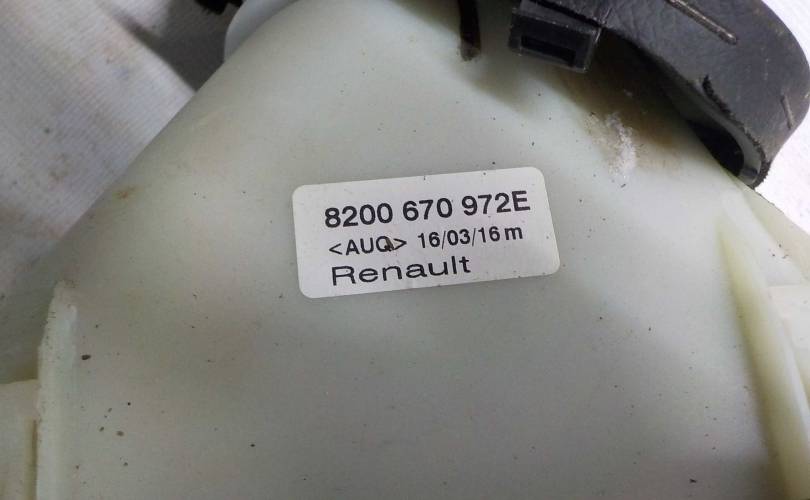 8200 670 972E
<AUQ> 16/03/16 m
Renault